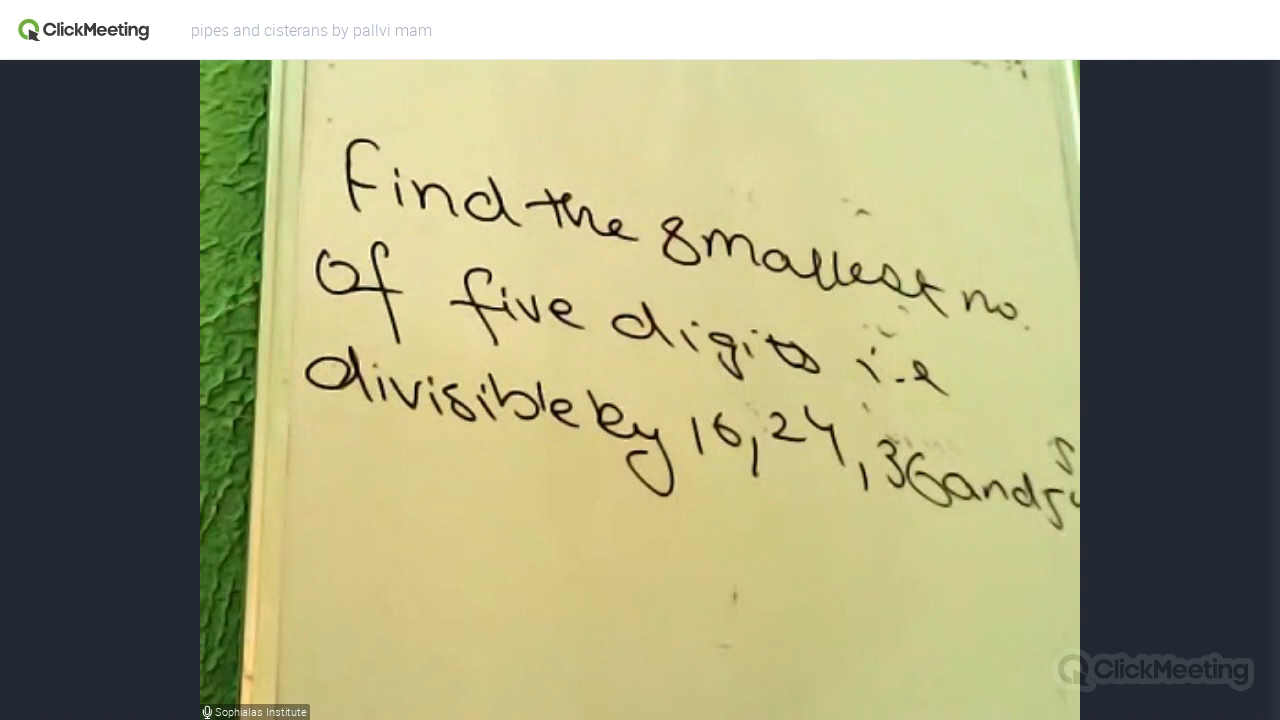 ClickMeeting pipes and cisterans by pallvi mam
Find the smallest no.
of five digits i.e
divisible by 16, 24, 36 and
Sophialas Institute
ClickMeeting